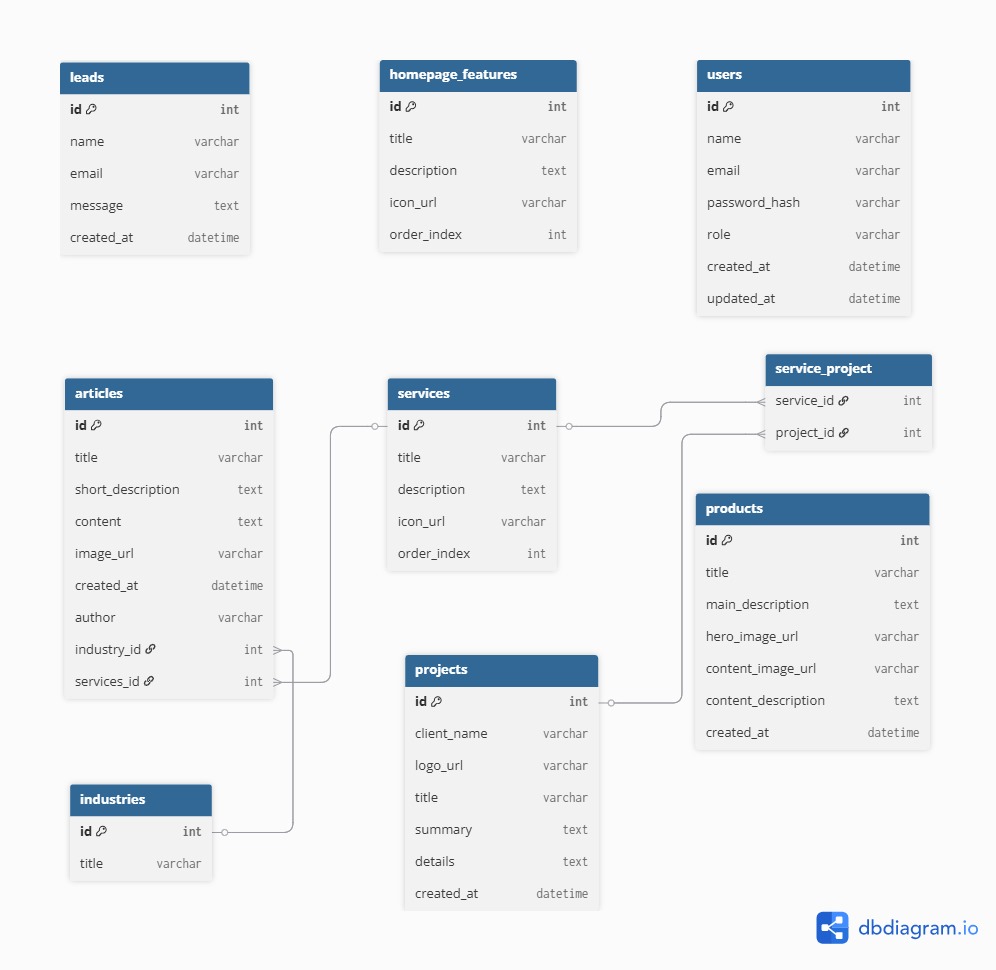 leads
id int
name varchar
email varchar
message text
created_at datetime
homepage_features
id int
title varchar
description text
icon_url varchar
order_index int
users
id int
name varchar
email varchar
password_hash varchar
role varchar
created_at datetime
updated_at datetime
articles
id int
title varchar
short_description text
content text
image_url varchar
created_at datetime
author varchar
industry_id int
services_id int
services
id int
title varchar
description text
icon_url varchar
order_index int
service_project
service_id int
project_id int
products
id int
title varchar
main_description text
hero_image_url varchar
content_image_url varchar
content_description text
created_at datetime
projects
id int
client_name varchar
logo_url varchar
title varchar
summary text
details text
created_at datetime
industries
id int
title varchar
dbdiagram.io